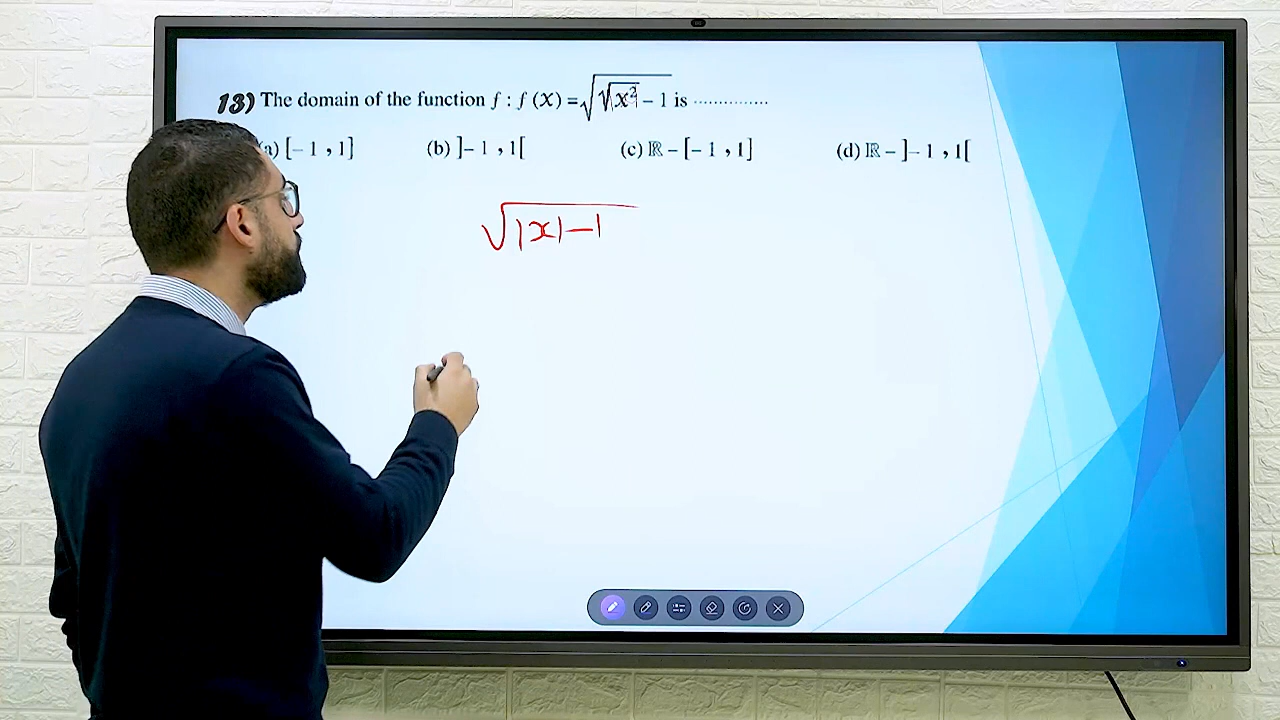 13) The domain of the function f : f (X) = √(√(x²) – 1) is ...............
a) [– 1 , 1] (b) ]– 1 , 1[ (c) ℝ – [– 1 , 1] (d) ℝ – ]– 1 , 1[
√(|x|–1)